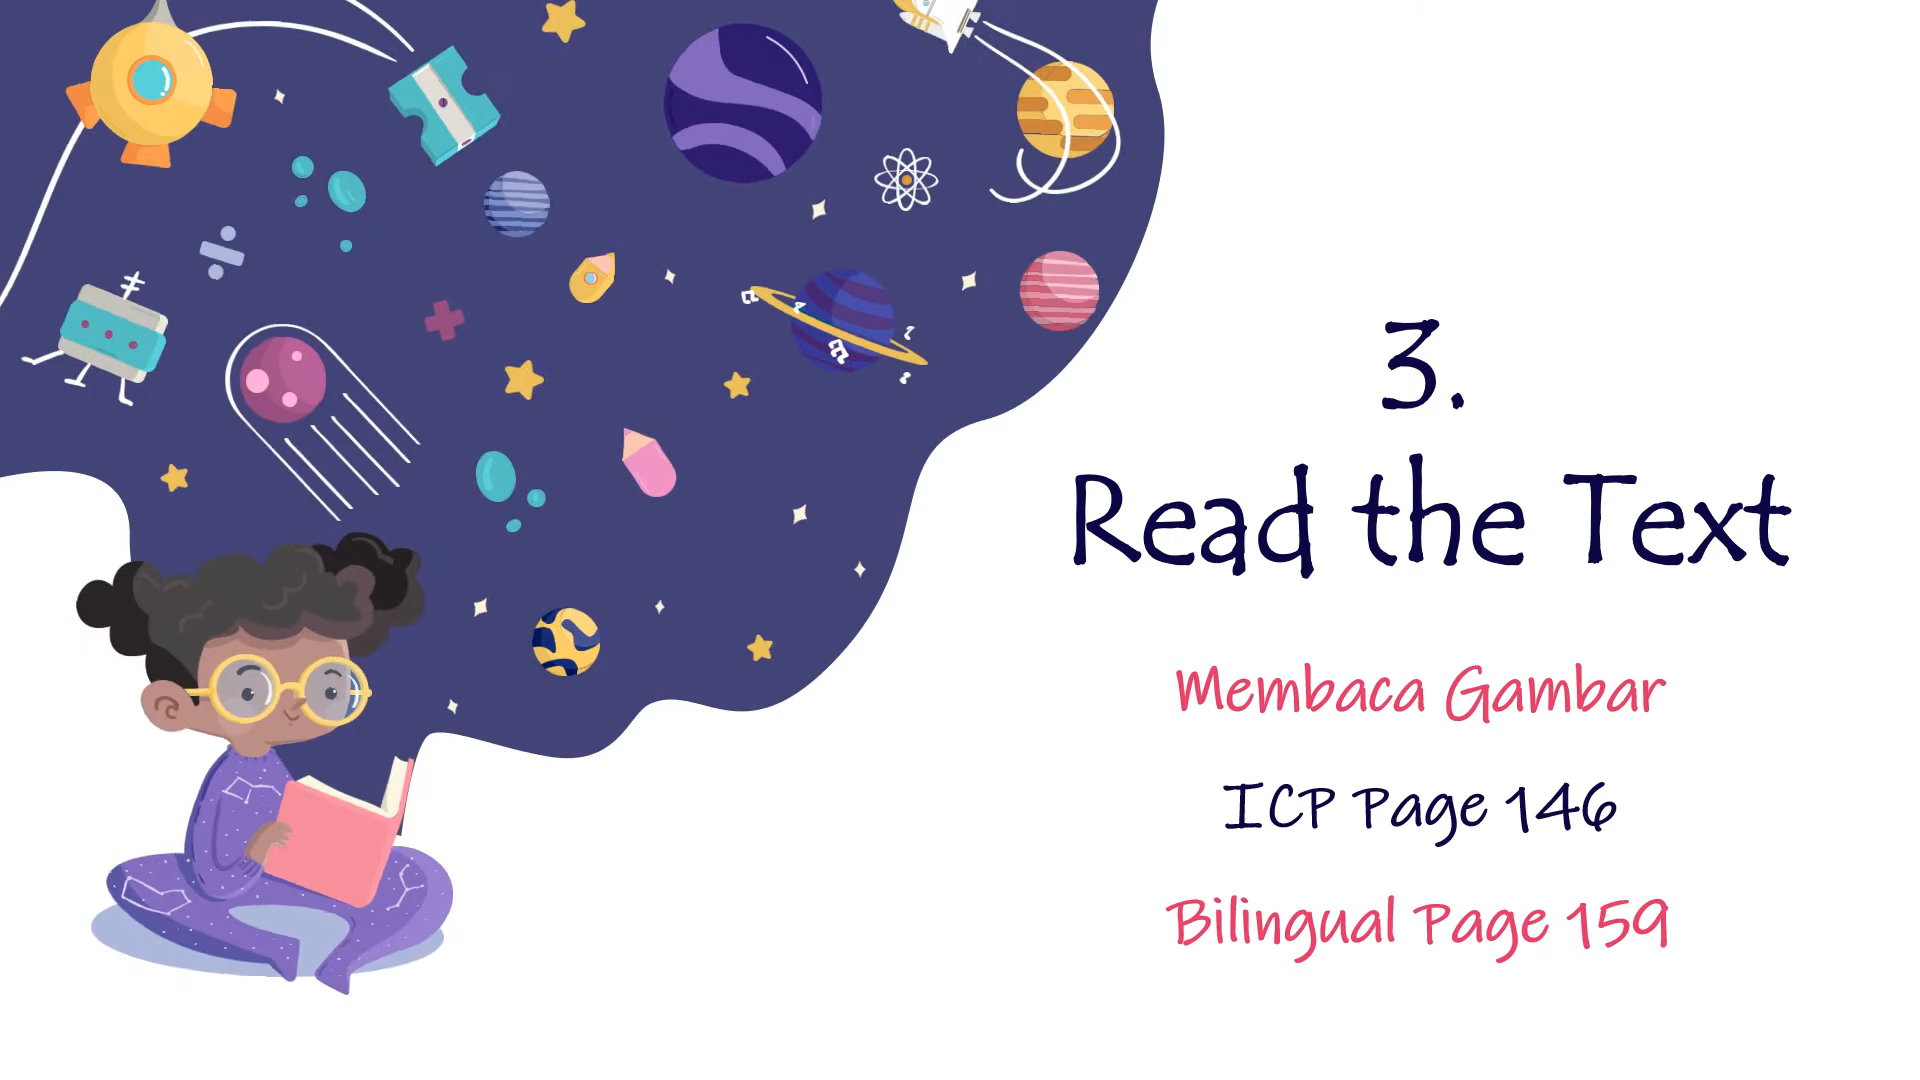 3.
Read the Text
Membaca Gambar
ICP Page 146
Bilingual Page 159